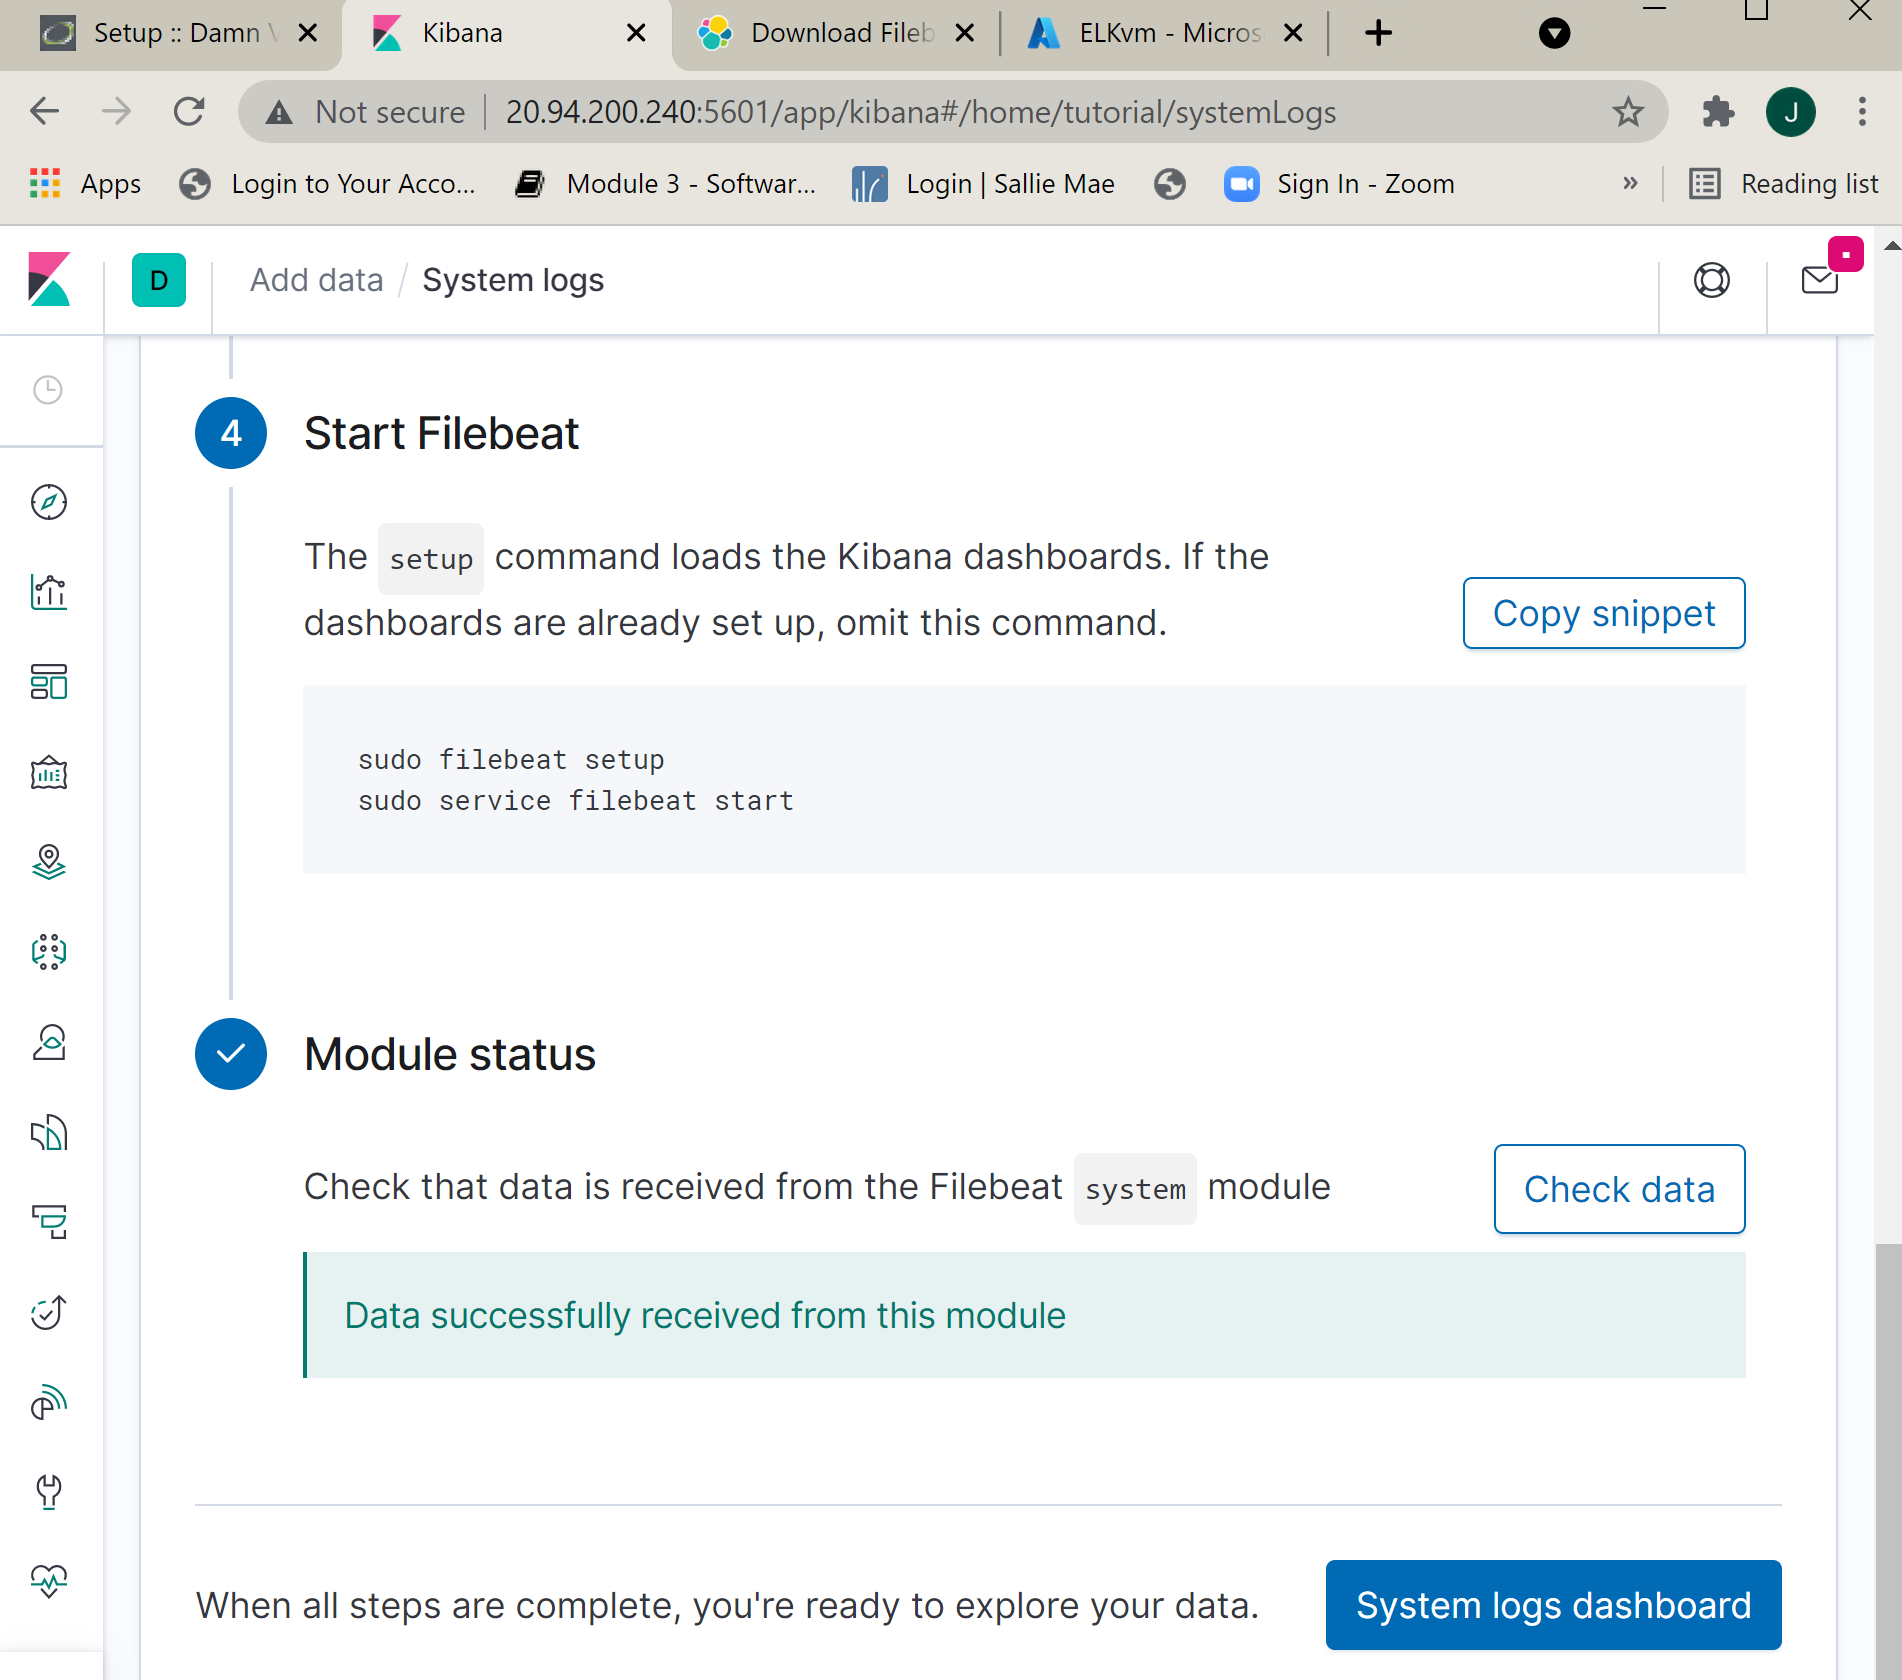 Setup :: Damn V
Kibana
Download Fileb
ELKvm - Micros
Not secure
20.94.200.240:5601/app/kibana#/home/tutorial/systemLogs
J
Apps
Login to Your Acco...
Module 3 - Softwar...
Login | Sallie Mae
Sign In - Zoom
»
Reading list
D
Add data / System logs
4
Start Filebeat
The setup command loads the Kibana dashboards. If the
dashboards are already set up, omit this command.
Copy snippet
sudo filebeat setup
sudo service filebeat start
Module status
Check that data is received from the Filebeat system module
Check data
Data successfully received from this module
When all steps are complete, you're ready to explore your data.
System logs dashboard